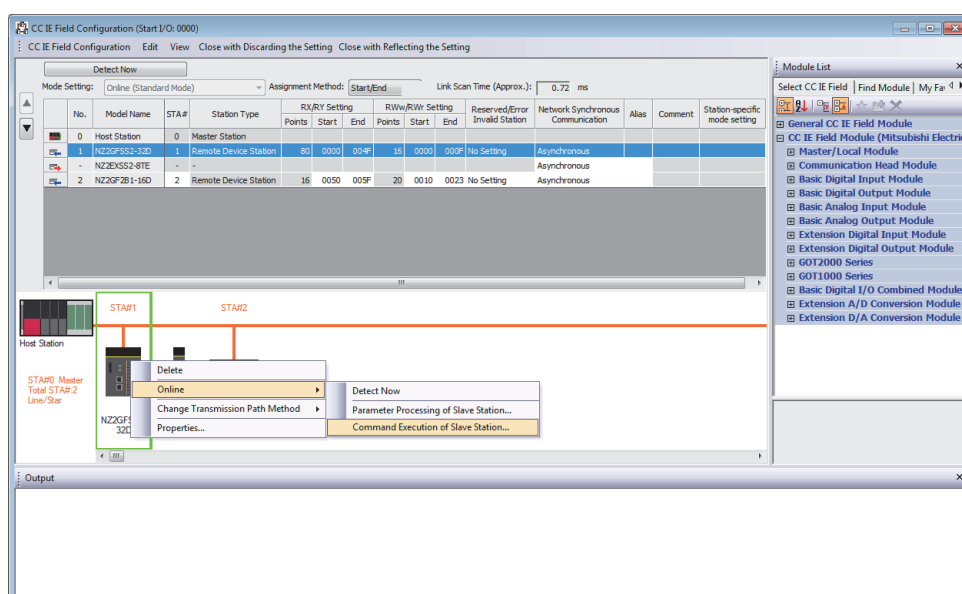 CC IE Field Configuration (Start I/O: 0000)
CC IE Field Configuration Edit View Close with Discarding the Setting Close with Reflecting the Setting
Detect Now
Mode Setting: Online (Standard Mode) Assignment Method: Start/End Link Scan Time (Approx.): 0.72 ms
No. Model Name STA# Station Type RX/RY Setting RWw/RWr Setting Reserved/Error Invalid Station Network Synchronous Communication Alias Comment Station-specific mode setting
Points Start End Points Start End
0 Host Station 0 Master Station
1 NZ2GFSS2-32D 1 Remote Device Station 80 0000 004F 16 0000 000F No Setting Asynchronous
- NZ2EXSS2-8TE - - Asynchronous
2 NZ2GF2B1-16D 2 Remote Device Station 16 0050 005F 20 0010 0023 No Setting Asynchronous
STA#1 STA#2
Host Station
STA#0 Master
Total STA#:2
Line/Star
NZ2GFS
32D
Delete
Online
Change Transmission Path Method
Properties...
Detect Now
Parameter Processing of Slave Station...
Command Execution of Slave Station...
Output
Module List
Select CC IE Field Find Module My Fav
General CC IE Field Module
CC IE Field Module (Mitsubishi Electric
Master/Local Module
Communication Head Module
Basic Digital Input Module
Basic Digital Output Module
Basic Analog Input Module
Basic Analog Output Module
Extension Digital Input Module
Extension Digital Output Module
GOT2000 Series
GOT1000 Series
Basic Digital I/O Combined Module
Extension A/D Conversion Module
Extension D/A Conversion Module